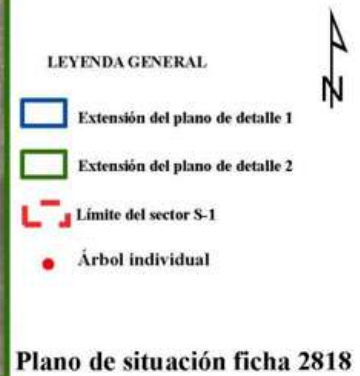 N
LEYENDA GENERAL
Extensión del plano de detalle 1
Extensión del plano de detalle 2
Límite del sector S-1
Árbol individual
Plano de situación ficha 2818